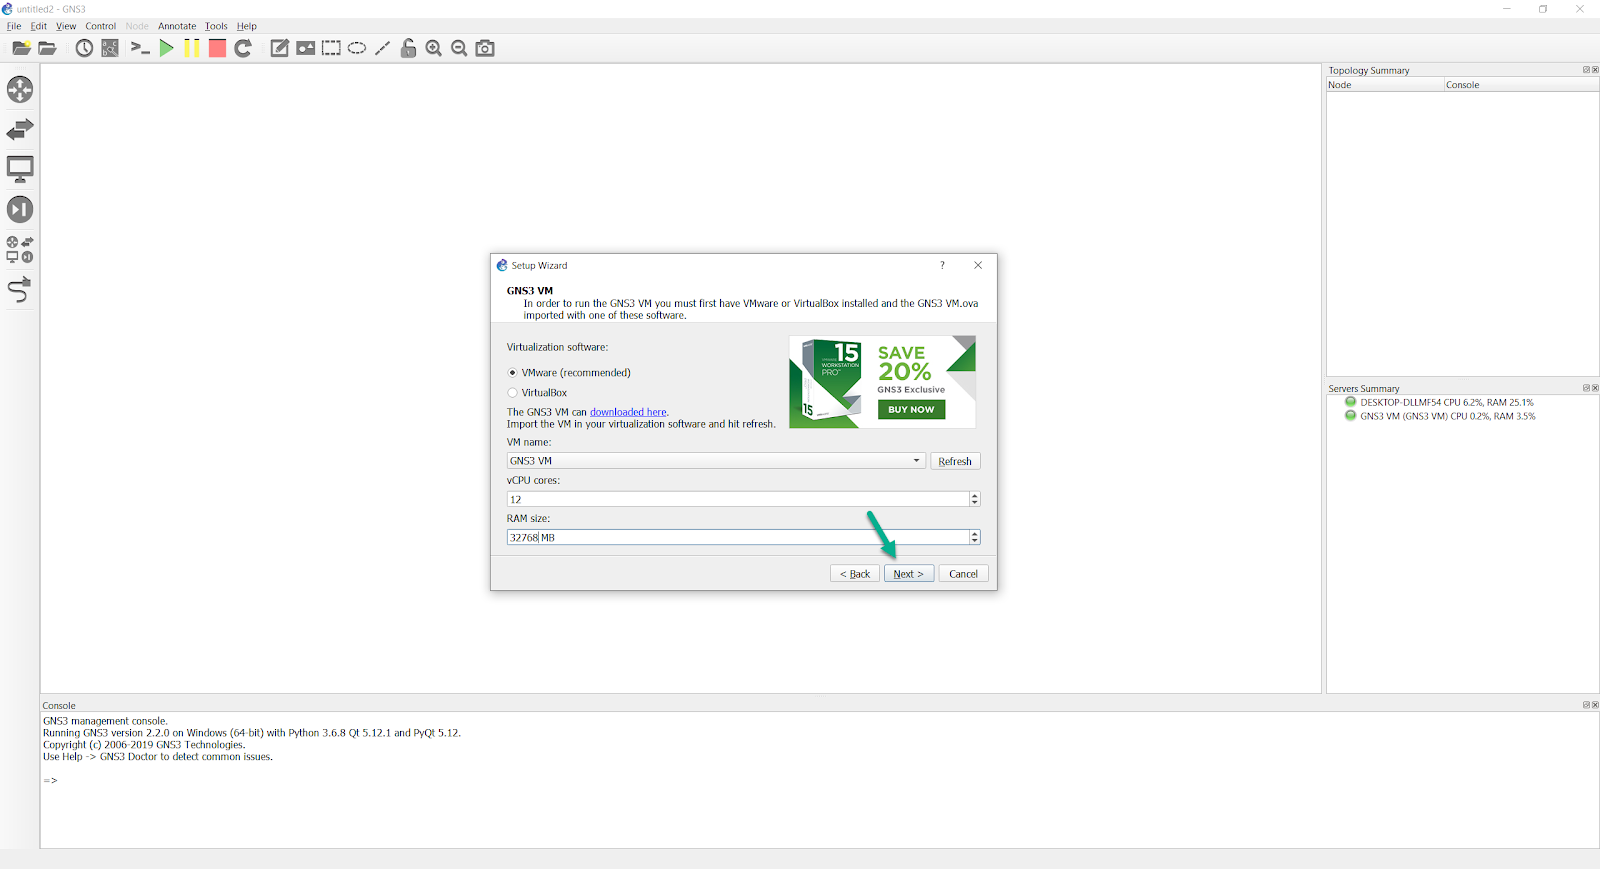 untitled2 - GNS3
File Edit View Control Node Annotate Tools Help
Topology Summary
Node Console
Setup Wizard
GNS3 VM
In order to run the GNS3 VM you must first have VMware or VirtualBox installed and the GNS3 VM.ova
imported with one of these software.
Virtualization software:
VMware (recommended)
VirtualBox
The GNS3 VM can downloaded here.
Import the VM in your virtualization software and hit refresh.
15
WORKSTATION
PRO™
15
SAVE
20%
GNS3 Exclusive
BUY NOW
VM name:
GNS3 VM
Refresh
vCPU cores:
12
RAM size:
32768 MB
< Back Next > Cancel
Servers Summary
DESKTOP-DLLMF54 CPU 6.2%, RAM 25.1%
GNS3 VM (GNS3 VM) CPU 0.2%, RAM 3.5%
Console
GNS3 management console.
Running GNS3 version 2.2.0 on Windows (64-bit) with Python 3.6.8 Qt 5.12.1 and PyQt 5.12.
Copyright (c) 2006-2019 GNS3 Technologies.
Use Help -> GNS3 Doctor to detect common issues.
=>